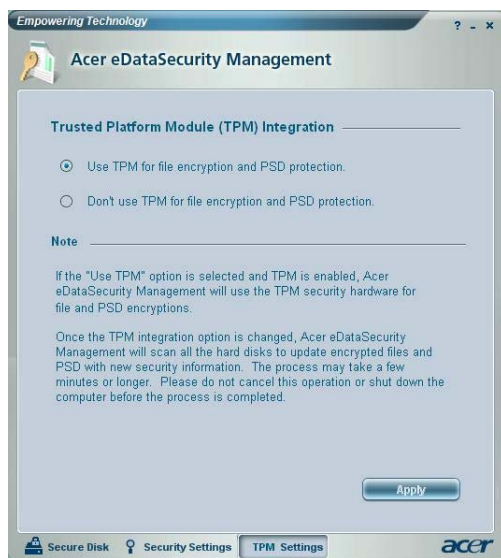 Empowering Technology
? - ×
Acer eDataSecurity Management
Trusted Platform Module (TPM) Integration
Use TPM for file encryption and PSD protection.
Don't use TPM for file encryption and PSD protection.
Note
If the "Use TPM" option is selected and TPM is enabled, Acer
eDataSecurity Management will use the TPM security hardware for
file and PSD encryptions.
Once the TPM integration option is changed, Acer eDataSecurity
Management will scan all the hard disks to update encrypted files and
PSD with new security information. The process may take a few
minutes or longer. Please do not cancel this operation or shut down the
computer before the process is completed.
Apply
Secure Disk Security Settings TPM Settings acer